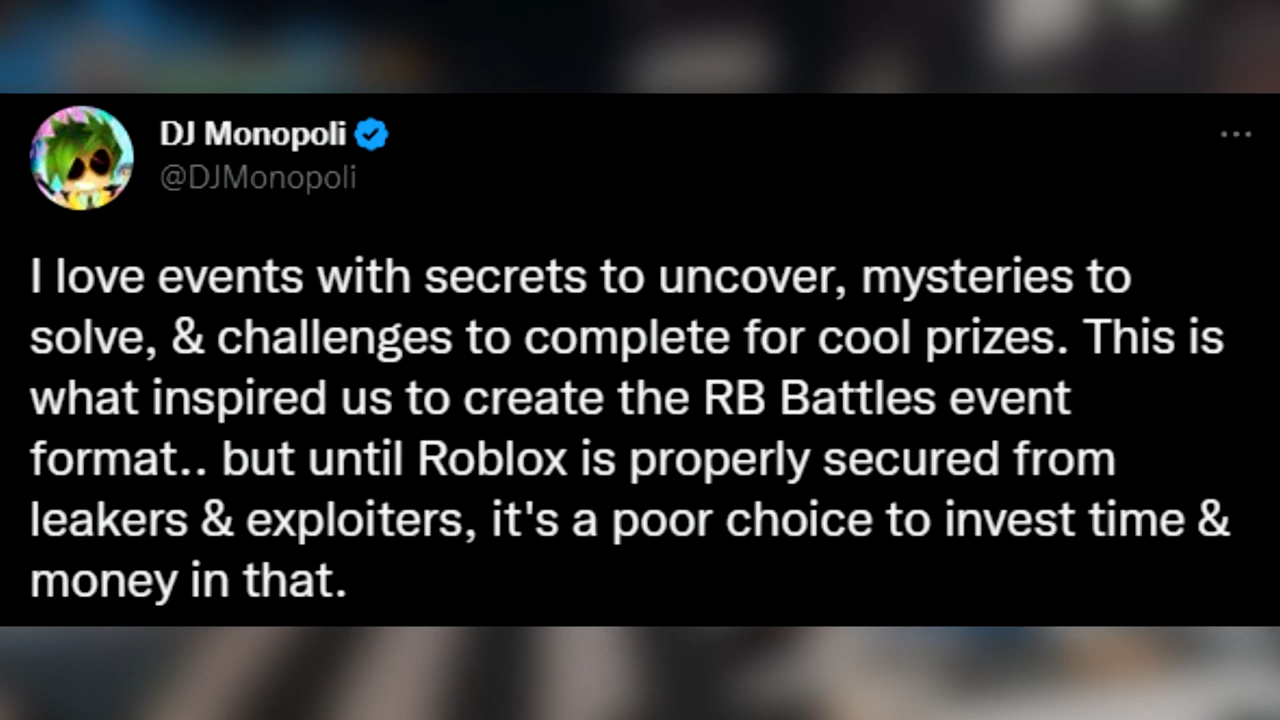 DJ Monopoli
@DJMonopoli
I love events with secrets to uncover, mysteries to
solve, & challenges to complete for cool prizes. This is
what inspired us to create the RB Battles event
format.. but until Roblox is properly secured from
leakers & exploiters, it's a poor choice to invest time &
money in that.